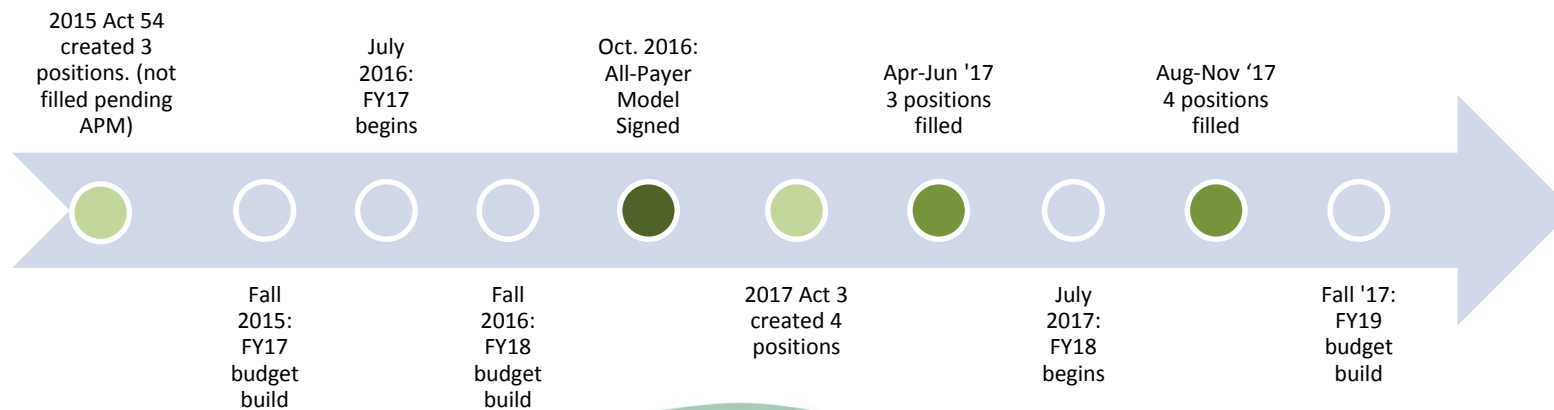 2015 Act 54
created 3
positions. (not
filled pending
APM)
Fall
2015:
FY17
budget
build
July
2016:
FY17
begins
Fall
2016:
FY18
budget
build
Oct. 2016:
All-Payer
Model
Signed
2017 Act 3
created 4
positions
Apr-Jun '17
3 positions
filled
July
2017:
FY18
begins
Aug-Nov ‘17
4 positions
filled
Fall '17:
FY19
budget
build